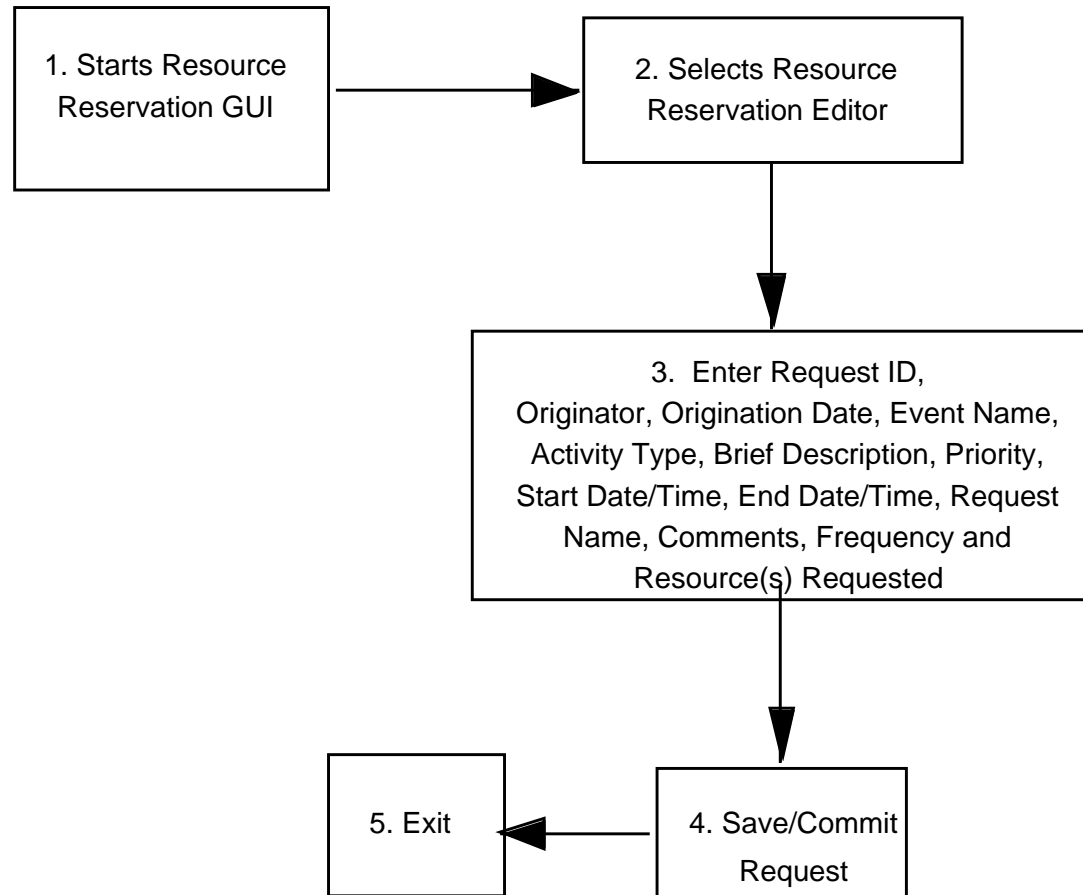 1. Starts Resource
Reservation GUI
2. Selects Resource
Reservation Editor
3. Enter Request ID,
Originator, Origination Date, Event Name,
Activity Type, Brief Description, Priority,
Start Date/Time, End Date/Time, Request
Name, Comments, Frequency and
Resource(s) Requested
4. Save/Commit
Request
5. Exit